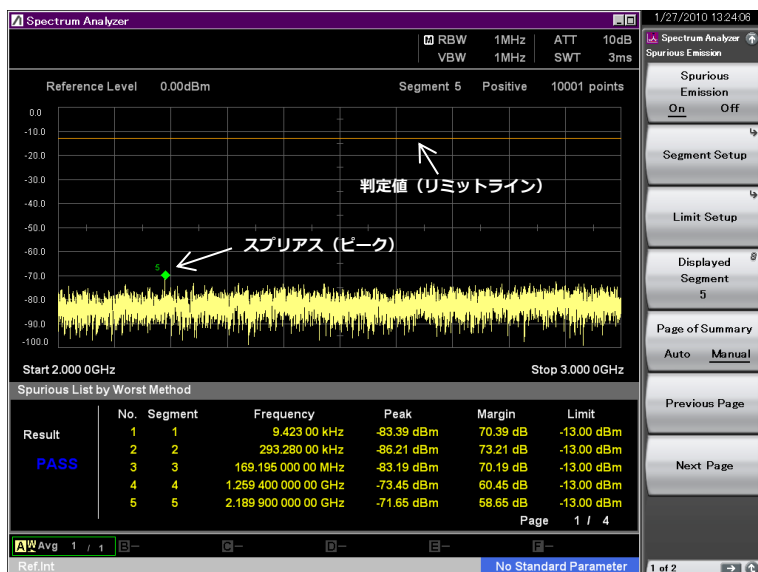 Spectrum Analyzer
1/27/2010 13:24:06
RBW 1MHz ATT 10dB
VBW 1MHz SWT 3ms
Reference Level 0.00dBm Segment 5 Positive 10001 points
0.0
-10.0
-20.0
-30.0
-40.0
-50.0
-60.0
-70.0
-80.0
-90.0
-100.0
判定値（リミットライン）
スプリアス（ピーク）
5
Start 2.000 0GHz Stop 3.000 0GHz
Spurious List by Worst Method
No. Segment Frequency Peak Margin Limit
Result
PASS
1 1 9.423 00 kHz -83.39 dBm 70.39 dB -13.00 dBm
2 2 293.280 00 kHz -86.21 dBm 73.21 dB -13.00 dBm
3 3 169.195 000 00 MHz -83.19 dBm 70.19 dB -13.00 dBm
4 4 1.259 400 000 00 GHz -73.45 dBm 60.45 dB -13.00 dBm
5 5 2.189 900 000 00 GHz -71.65 dBm 58.65 dB -13.00 dBm
Page 1 / 4
A W Avg 1 / 1 B- C- D- E- F-
Ref.Int No Standard Parameter
Spectrum Analyzer
Spurious Emission
Spurious
Emission
On Off
Segment Setup
Limit Setup
Displayed
Segment
5
Page of Summary
Auto Manual
Previous Page
Next Page
1 of 2